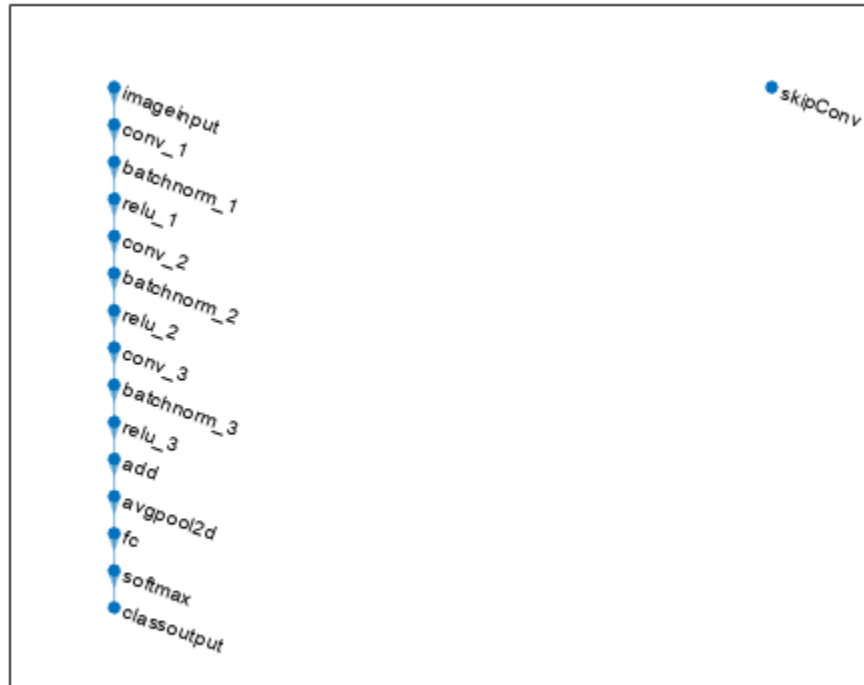 imageinput
skipConv
conv_1
batchnorm_1
relu_1
conv_2
batchnorm_2
relu_2
conv_3
batchnorm_3
relu_3
add
avgpool2d
fc
softmax
classoutput